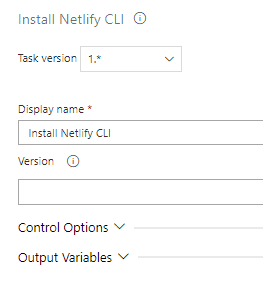 Install Netlify CLI
Task version 1.*
Display name *
Install Netlify CLI
Version
Control Options
Output Variables